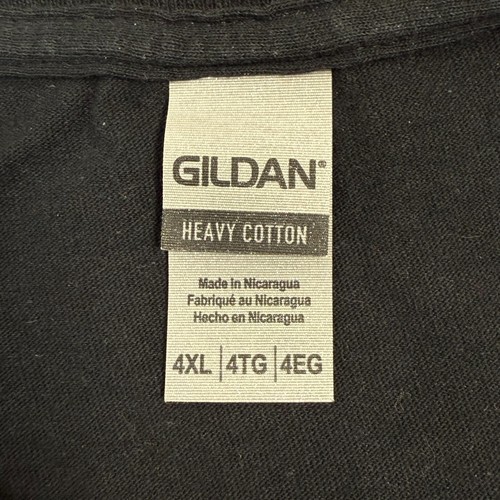 GILDAN®
HEAVY COTTON
Made in Nicaragua
Fabriqué au Nicaragua
Hecho en Nicaragua
4XL | 4TG | 4EG